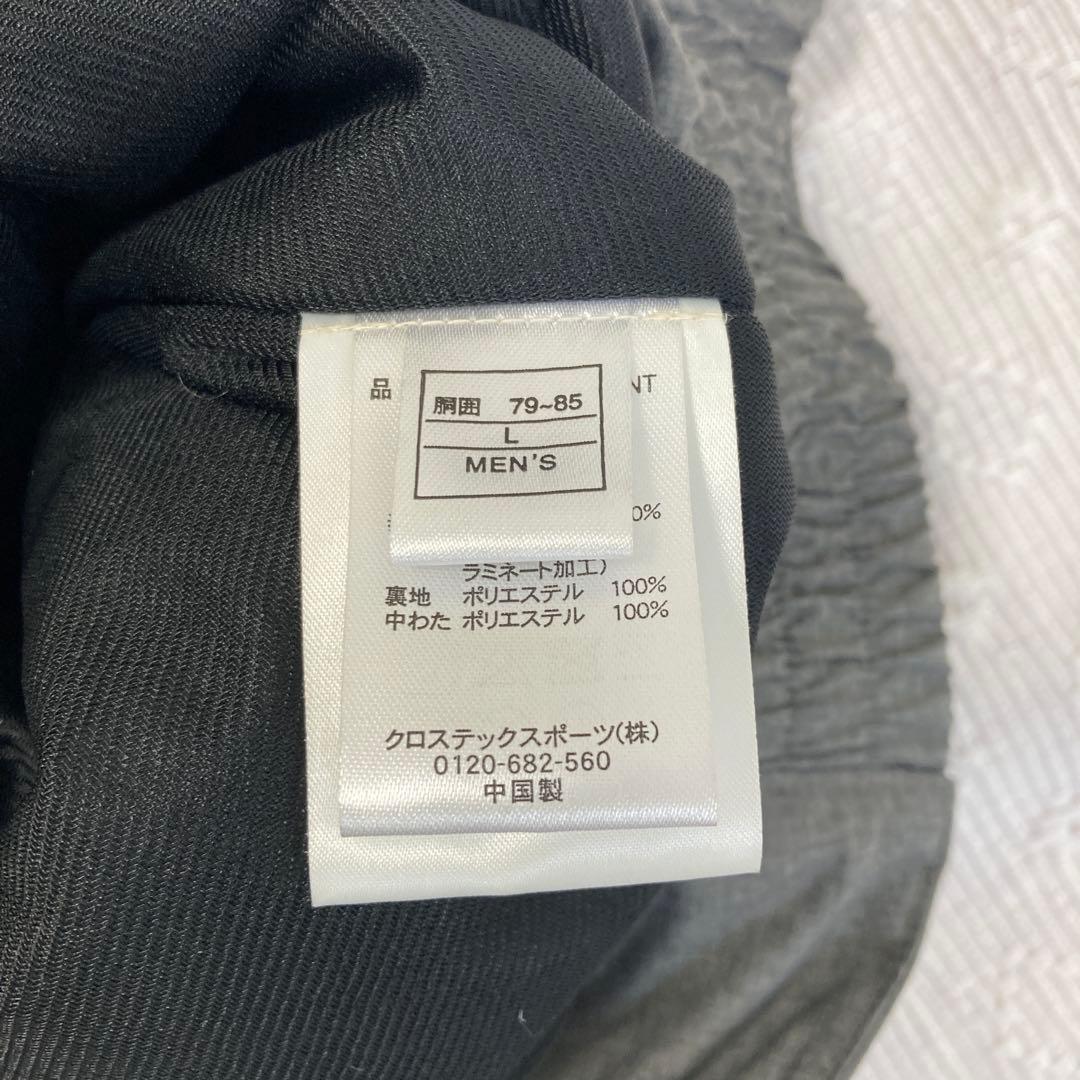 品
NT
胴囲 79~85
L
MEN'S
0%
ラミネート加工)
裏地 ポリエステル 100%
中わた ポリエステル 100%
クロステックスポーツ(株)
0120-682-560
中国製